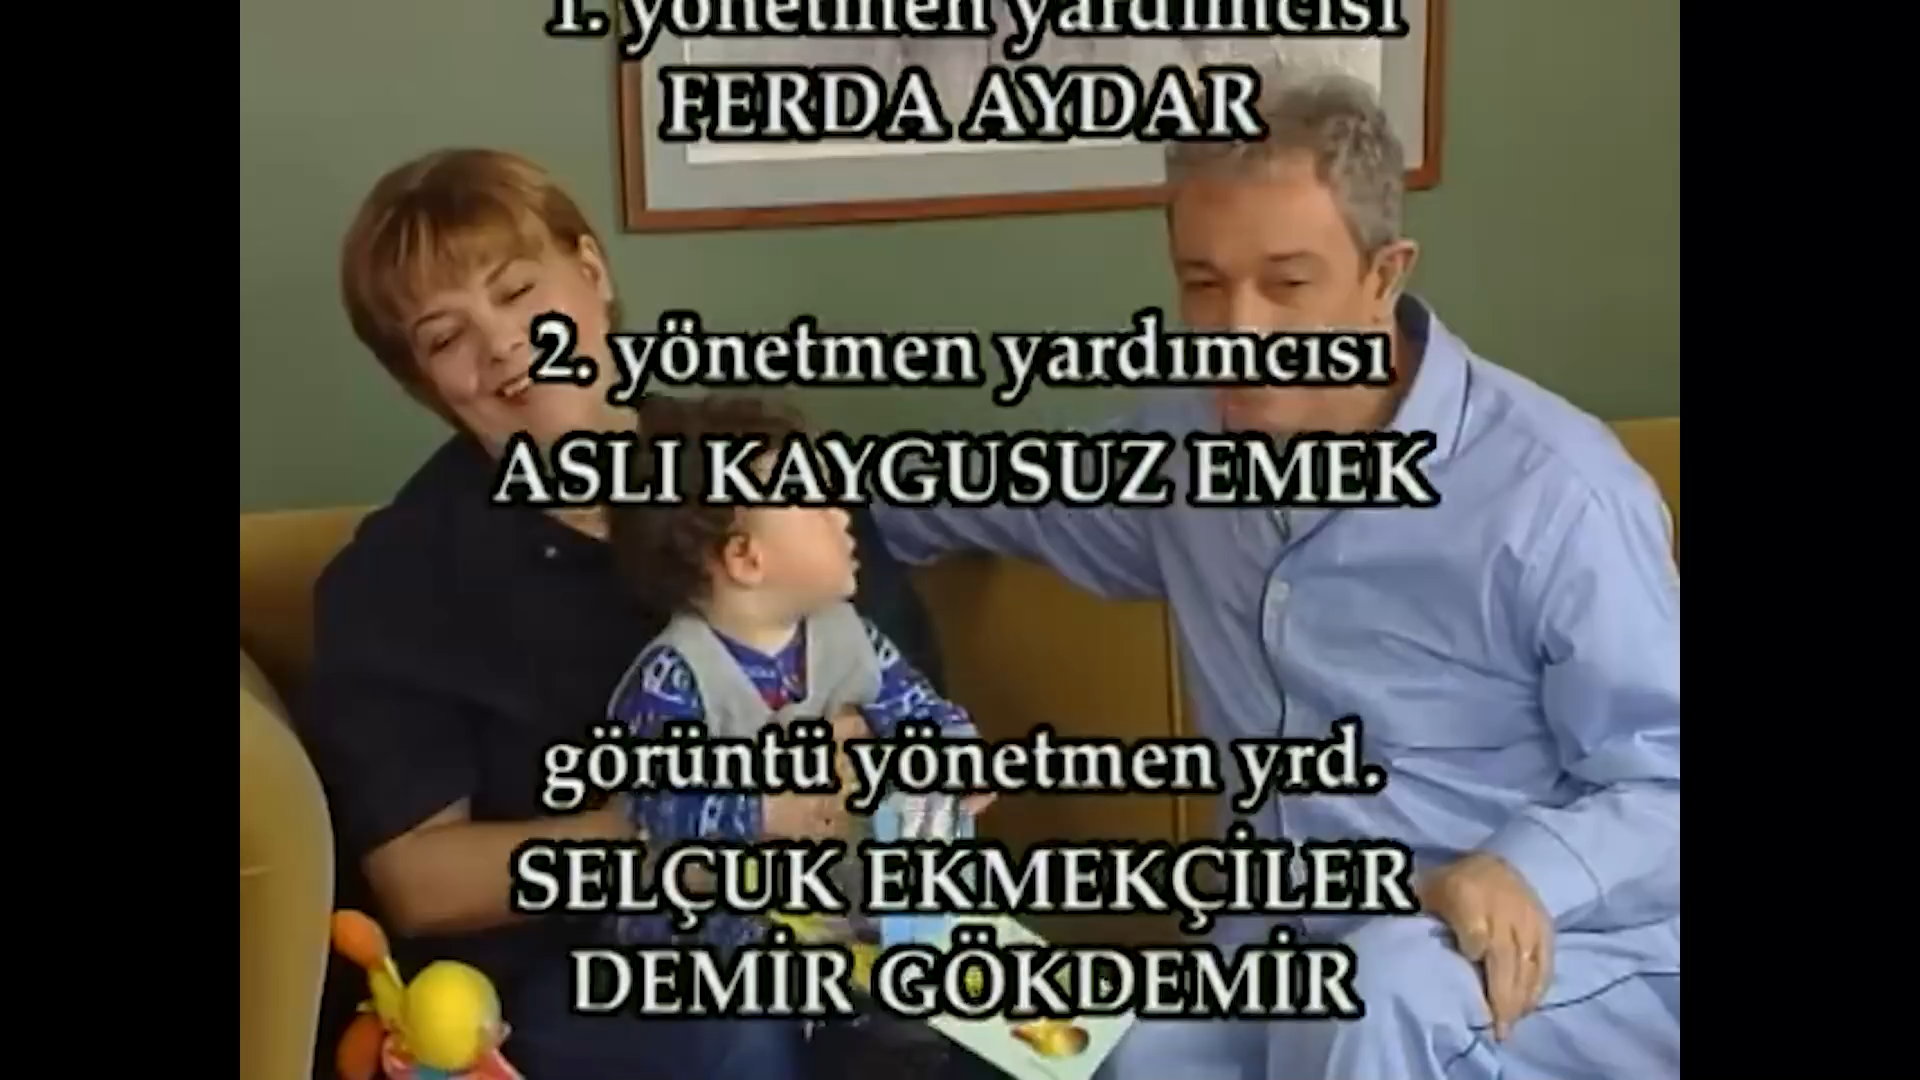 1. yönetmen yardımcısı
FERDA AYDAR
2. yönetmen yardımcısı
ASLI KAYGUSUZ EMEK
görüntü yönetmen yrd.
SELÇUK EKMEKÇİLER
DEMİR GÖKDEMİR